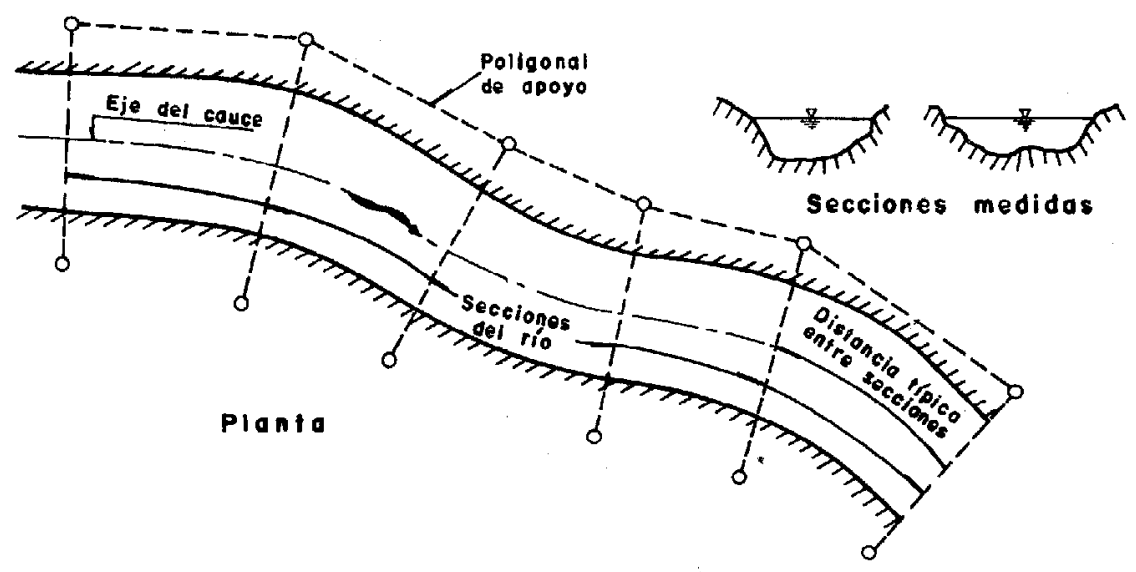 Poligonal
de apoyo
Eje del cauce
Secciones medidas
Secciones
del río
Distancia típica
entre secciones
Planta